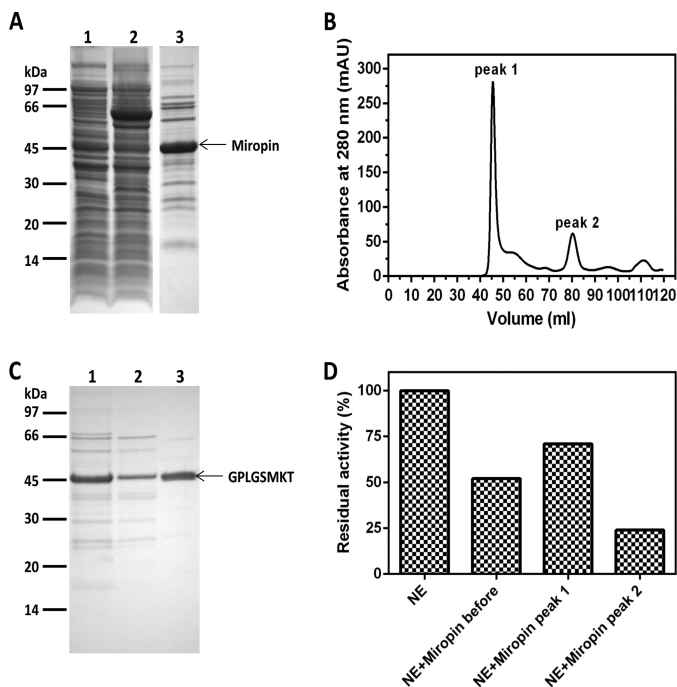 A
1 2 3
kDa
97
66
45
30
20
14
Miropin
B
Absorbance at 280 nm (mAU)
300
250
200
150
100
50
0
peak 1
peak 2
0 10 20 30 40 50 60 70 80 90 100 110 120
Volume (ml)
C
1 2 3
kDa
97
66
45
30
20
14
GPLGSMKT
D
Residual activity (%)
100
75
50
25
0
NE
NE+Miropin before
NE+Miropin peak 1
NE+Miropin peak 2